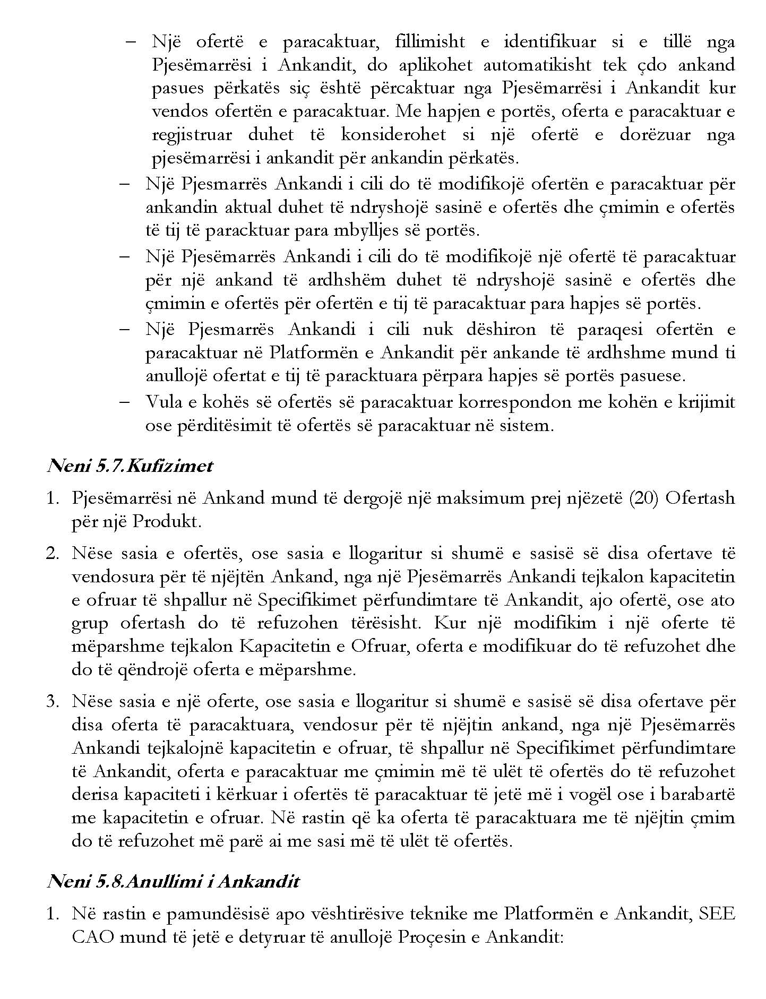 – Një ofertë e paracaktuar, fillimisht e identifikuar si e tillë nga
Pjesëmarrësi i Ankandit, do aplikohet automatikisht tek çdo ankand
pasues përkatës siç është përcaktuar nga Pjesëmarrësi i Ankandit kur
vendos ofertën e paracaktuar. Me hapjen e portës, oferta e paracaktuar e
regjistruar duhet të konsiderohet si një ofertë e dorëzuar nga
pjesëmarrësi i ankandit për ankandin përkatës.
– Një Pjesmarrës Ankandi i cili do të modifikojë ofertën e paracaktuar për
ankandin aktual duhet të ndryshojë sasinë e ofertës dhe çmimin e ofertës
të tij të paracktuar para mbylljes së portës.
– Një Pjesëmarrës Ankandi i cili do të modifikojë një ofertë të paracaktuar
për një ankand të ardhshëm duhet të ndryshojë sasinë e ofertës dhe
çmimin e ofertës për ofertën e tij të paracaktuar para hapjes së portës.
– Një Pjesmarrës Ankandi i cili nuk dëshiron të paraqesi ofertën e
paracaktuar në Platformën e Ankandit për ankande të ardhshme mund ti
anullojë ofertat e tij të paracktuara përpara hapjes së portës pasuese.
– Vula e kohës së ofertës së paracaktuar korrespondon me kohën e krijimit
ose përditësimit të ofertës së paracaktuar në sistem.
Neni 5.7.Kufizimet
1. Pjesëmarrësi në Ankand mund të dergojë një maksimum prej njëzetë (20) Ofertash
për një Produkt.
2. Nëse sasia e ofertës, ose sasia e llogaritur si shumë e sasisë së disa ofertave të
vendosura për të njëjtën Ankand, nga një Pjesëmarrës Ankandi tejkalon kapacitetin
e ofruar të shpallur në Specifikimet përfundimtare të Ankandit, ajo ofertë, ose ato
grup ofertash do të refuzohen tërësisht. Kur një modifikim i një oferte të
mëparshme tejkalon Kapacitetin e Ofruar, oferta e modifikuar do të refuzohet dhe
do të qëndrojë oferta e mëparshme.
3. Nëse sasia e një oferte, ose sasia e llogaritur si shumë e sasisë së disa ofertave për
disa oferta të paracaktuara, vendosur për të njëjtin ankand, nga një Pjesëmarrës
Ankandi tejkalojnë kapacitetin e ofruar, të shpallur në Specifikimet përfundimtare
të Ankandit, oferta e paracaktuar me çmimin më të ulët të ofertës do të refuzohet
derisa kapaciteti i kërkuar i ofertës të paracaktuar të jetë më i vogël ose i barabartë
me kapacitetin e ofruar. Në rastin që ka oferta të paracaktuara me të njëjtin çmim
do të refuzohet më parë ai me sasi më të ulët të ofertës.
Neni 5.8.Anullimi i Ankandit
1. Në rastin e pamundësisë apo vështirësive teknike me Platformën e Ankandit, SEE
CAO mund të jetë e detyruar të anullojë Proçesin e Ankandit: